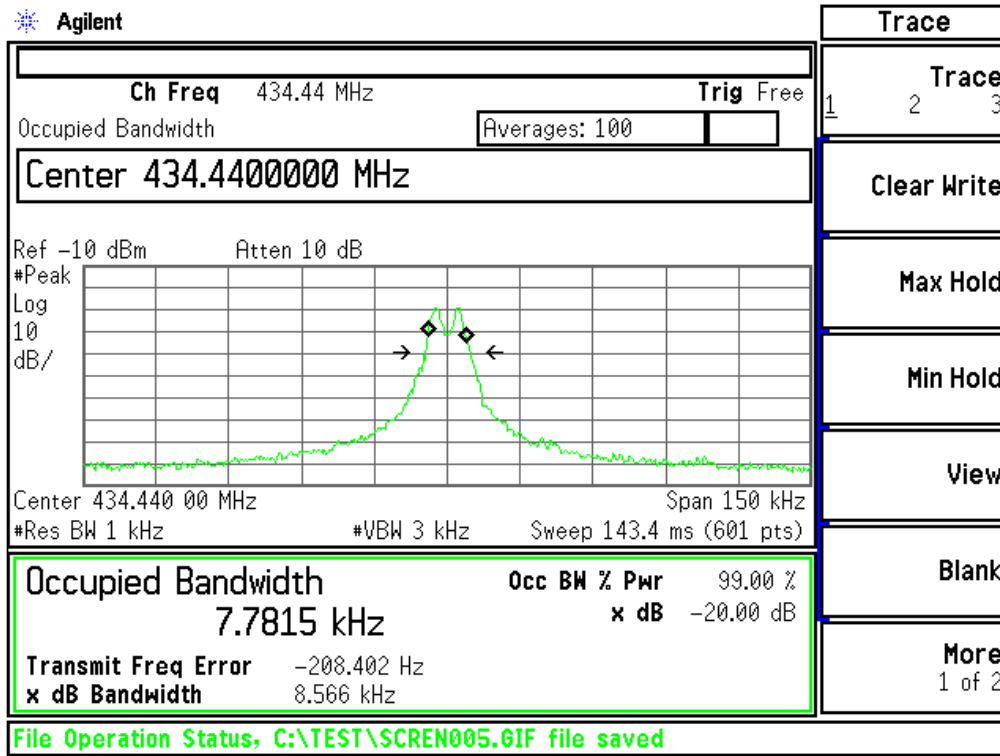 Agilent
Ch Freq 434.44 MHz Trig Free
Occupied Bandwidth Averages: 100
Center 434.4400000 MHz
Ref -10 dBm Atten 10 dB
#Peak
Log
10
dB/
Center 434.440 00 MHz Span 150 kHz
#Res BW 1 kHz #VBW 3 kHz Sweep 143.4 ms (601 pts)
Occupied Bandwidth Occ BW % Pwr 99.00 %
7.7815 kHz x dB -20.00 dB
Transmit Freq Error -208.402 Hz
x dB Bandwidth 8.566 kHz
File Operation Status, C:\TEST\SCREN005.GIF file saved
Trace
Trace
1 2 3
Clear Write
Max Hold
Min Hold
View
Blank
More
1 of 2